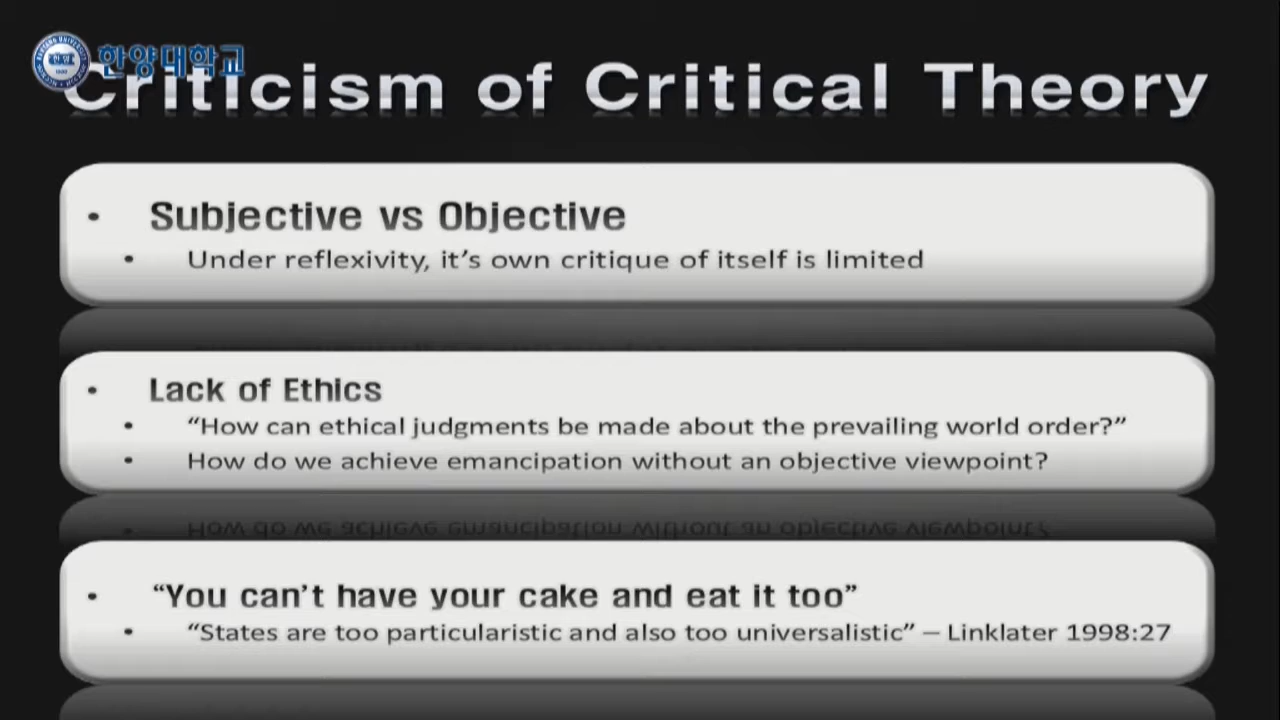 한양대학교
Criticism of Critical Theory
• Subjective vs Objective
• Under reflexivity, it’s own critique of itself is limited
• Lack of Ethics
• “How can ethical judgments be made about the prevailing world order?”
• How do we achieve emancipation without an objective viewpoint?
• “You can’t have your cake and eat it too”
• “States are too particularistic and also too universalistic” – Linklater 1998:27